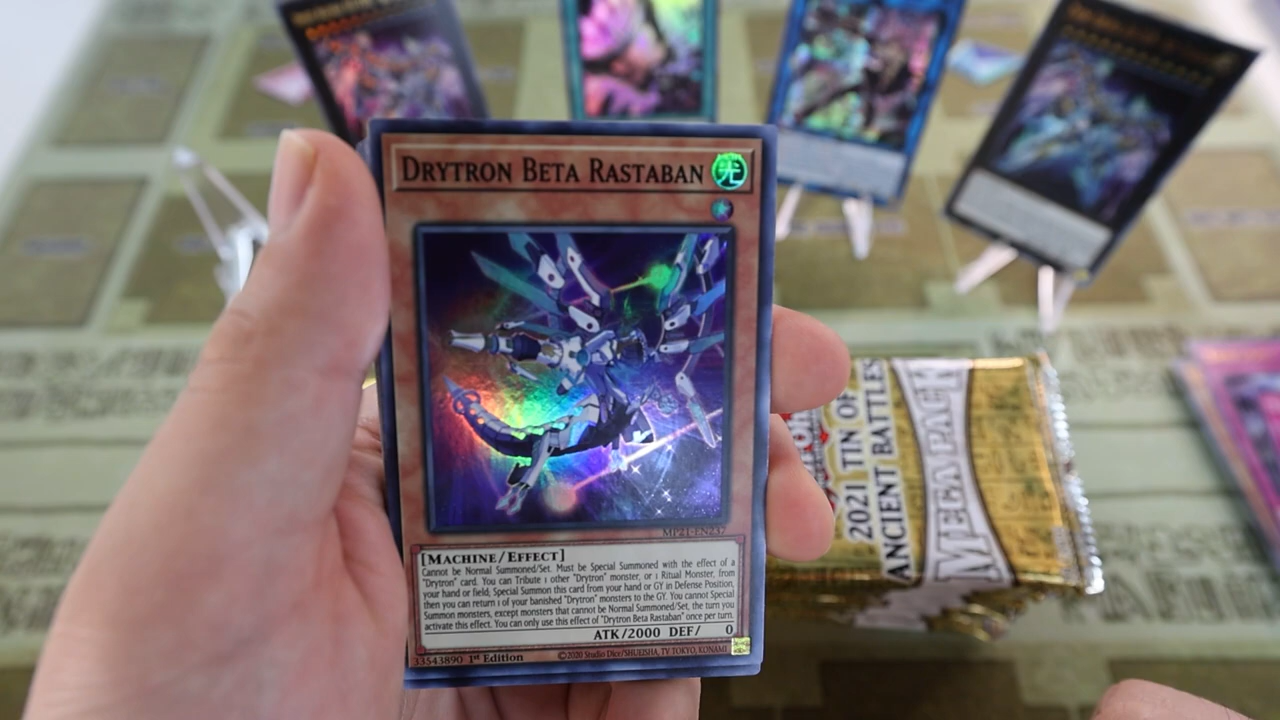 DRYTRON BETA RASTABAN
光
MP21-EN237
[MACHINE/EFFECT]
Cannot be Normal Summoned/Set. Must be Special Summoned with the effect of a
"Drytron" card. You can Tribute 1 other "Drytron" monster, or 1 Ritual Monster, from
your hand or field; Special Summon this card from your hand or GY in Defense Position,
then you can return 1 of your banished "Drytron" monsters to the GY. You cannot Special
Summon monsters, except monsters that cannot be Normal Summoned/Set, the turn you
activate this effect. You can only use this effect of "Drytron Beta Rastaban" once per turn.
ATK/2000 DEF/ 0
33543890 1st Edition ©2020 Studio Dice/SHUEISHA, TV TOKYO, KONAMI
2021 TIN OF
ANCIENT BATTLES
MEGA PACK